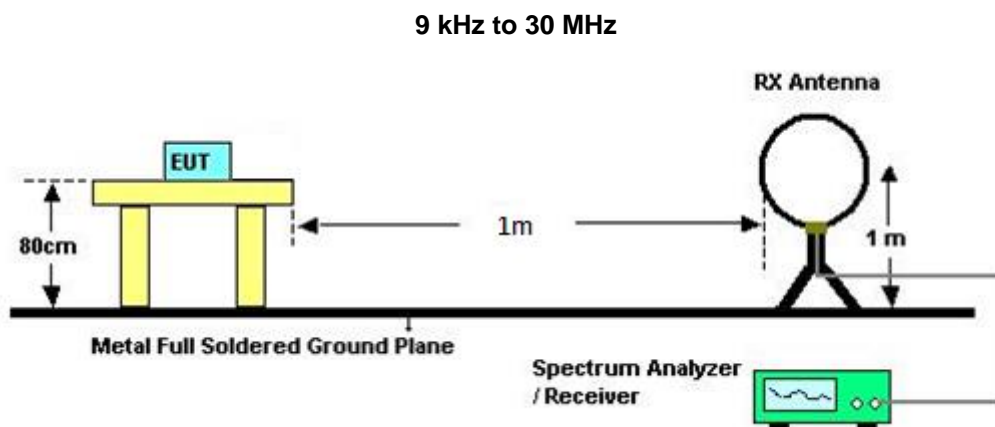 9 kHz to 30 MHz
RX Antenna
EUT
80cm
1m
1 m
Metal Full Soldered Ground Plane
Spectrum Analyzer
/ Receiver